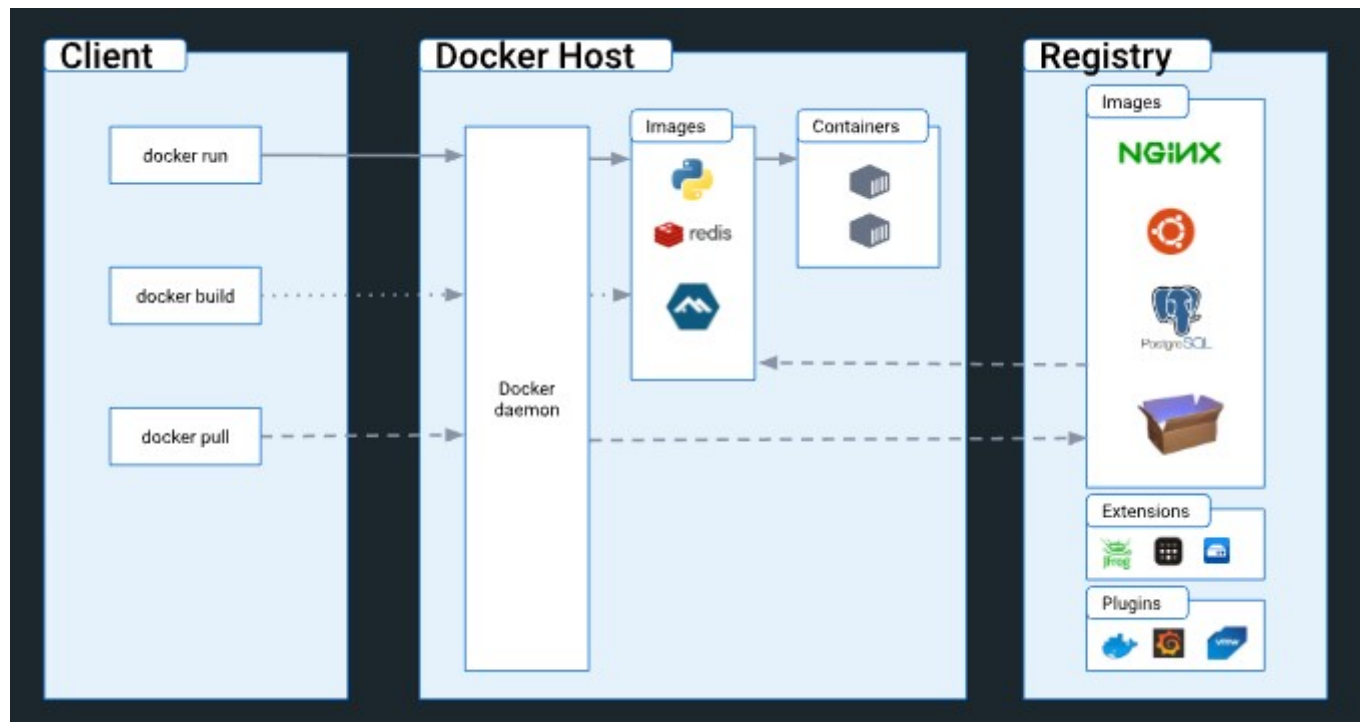 Client
docker run
docker build
docker pull
Docker Host
Docker
daemon
Images
redis
Containers
Registry
Images
NGINX
PostgreSQL
Extensions
jFrog
Plugins
vmw